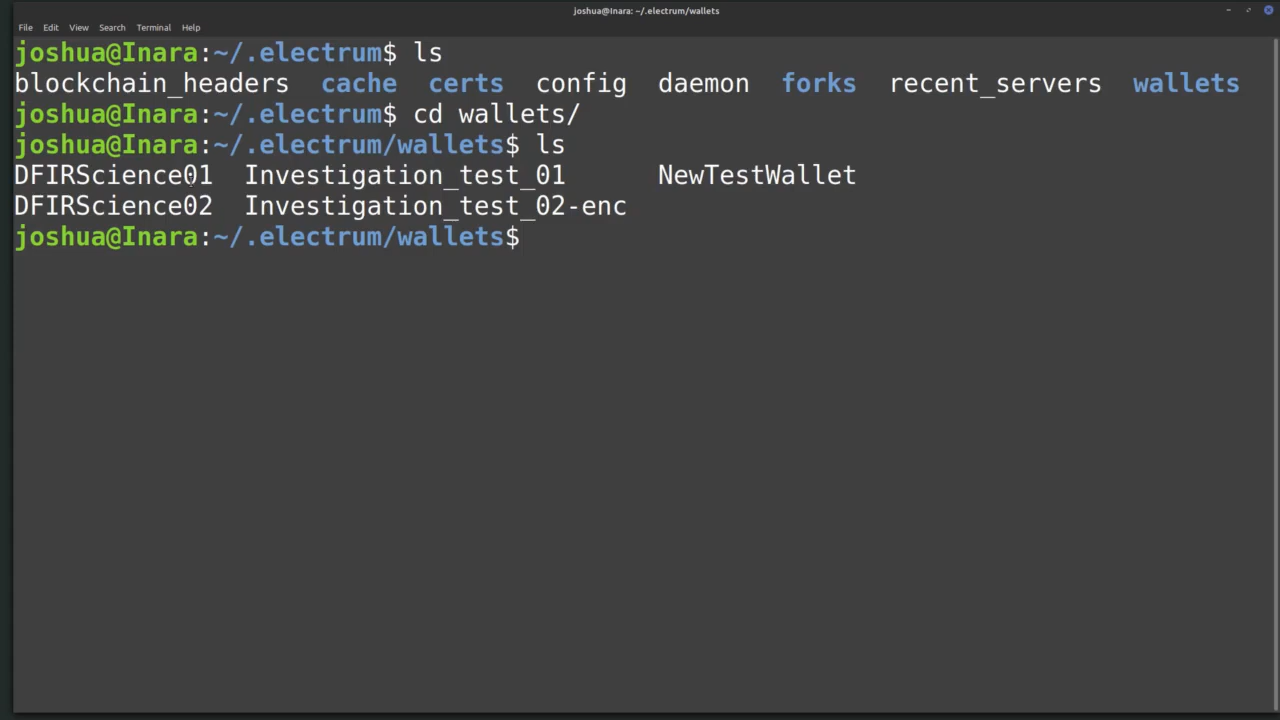 joshua@Inara: ~/.electrum/wallets
File Edit View Search Terminal Help
joshua@Inara:~/.electrum$ ls
blockchain_headers cache certs config daemon forks recent_servers wallets
joshua@Inara:~/.electrum$ cd wallets/
joshua@Inara:~/.electrum/wallets$ ls
DFIRScience01 Investigation_test_01 NewTestWallet
DFIRScience02 Investigation_test_02-enc
joshua@Inara:~/.electrum/wallets$